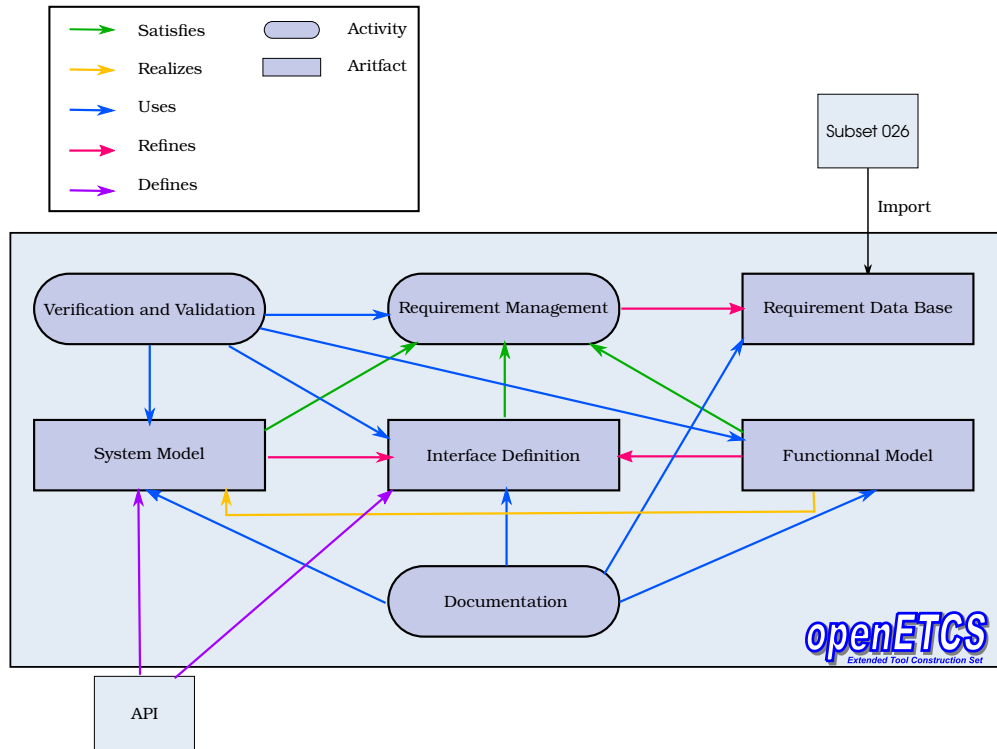 Satisfies
Activity
Realizes
Aritfact
Uses
Refines
Defines
Subset 026
Import
Verification and Validation
Requirement Management
Requirement Data Base
System Model
Interface Definition
Functionnal Model
Documentation
openETCS
Extended Tool Construction Set
API